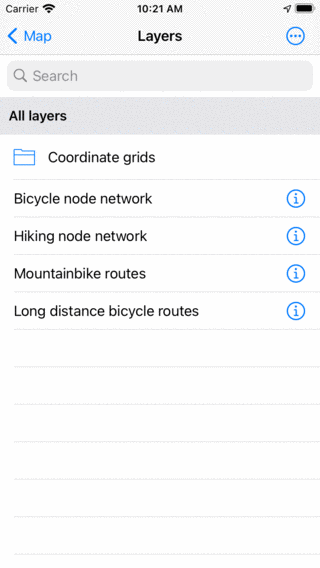 Carrier 10:21 AM
Map Layers
Search
All layers
Coordinate grids
Bicycle node network
Hiking node network
Mountainbike routes
Long distance bicycle routes